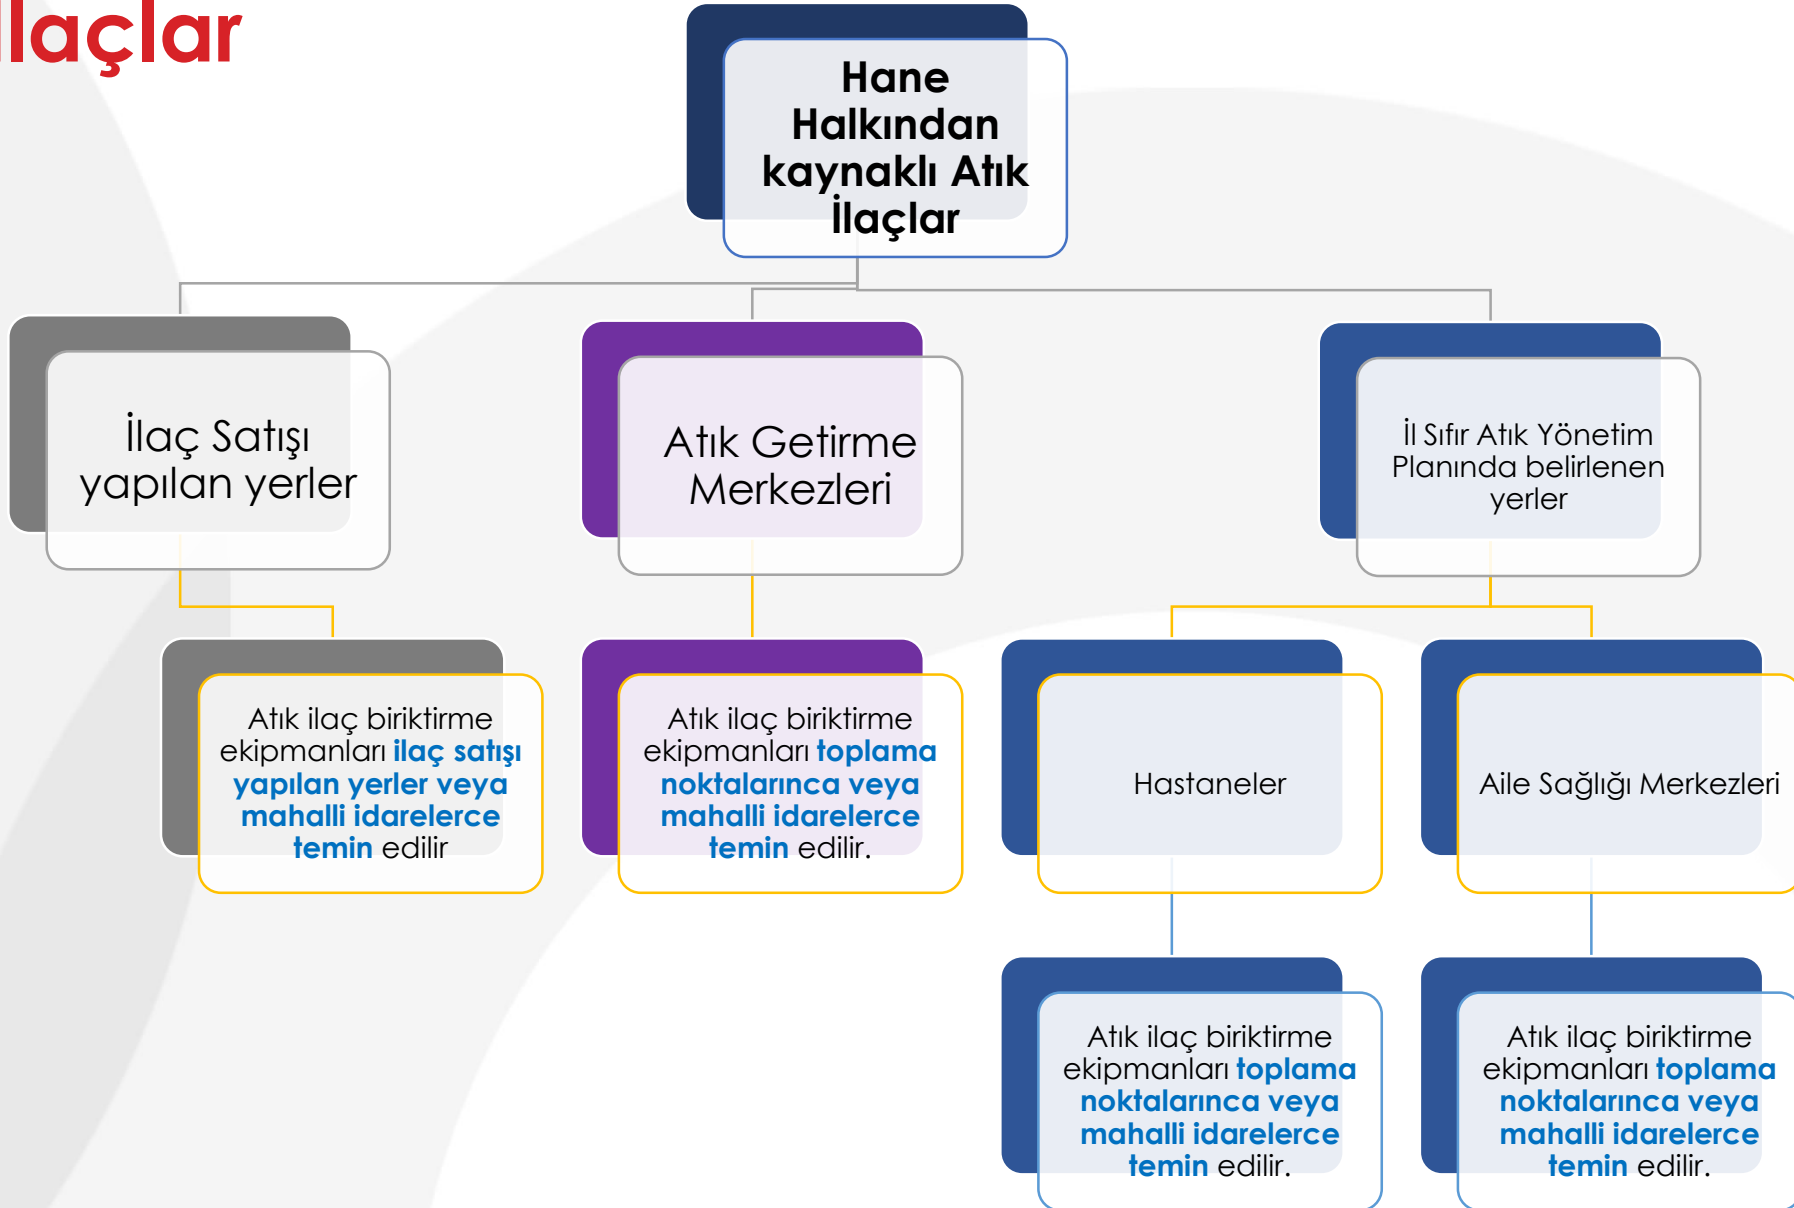 İlaçlar
Hane
Halkından
kaynaklı Atık
İlaçlar
İlaç Satışı
yapılan yerler
Atık Getirme
Merkezleri
İl Sıfır Atık Yönetim
Planında belirlenen
yerler
Atık ilaç biriktirme
ekipmanları ilaç satışı
yapılan yerler veya
mahalli idarelerce
temin edilir
Atık ilaç biriktirme
ekipmanları toplama
noktalarınca veya
mahalli idarelerce
temin edilir.
Hastaneler
Aile Sağlığı Merkezleri
Atık ilaç biriktirme
ekipmanları toplama
noktalarınca veya
mahalli idarelerce
temin edilir.
Atık ilaç biriktirme
ekipmanları toplama
noktalarınca veya
mahalli idarelerce
temin edilir.